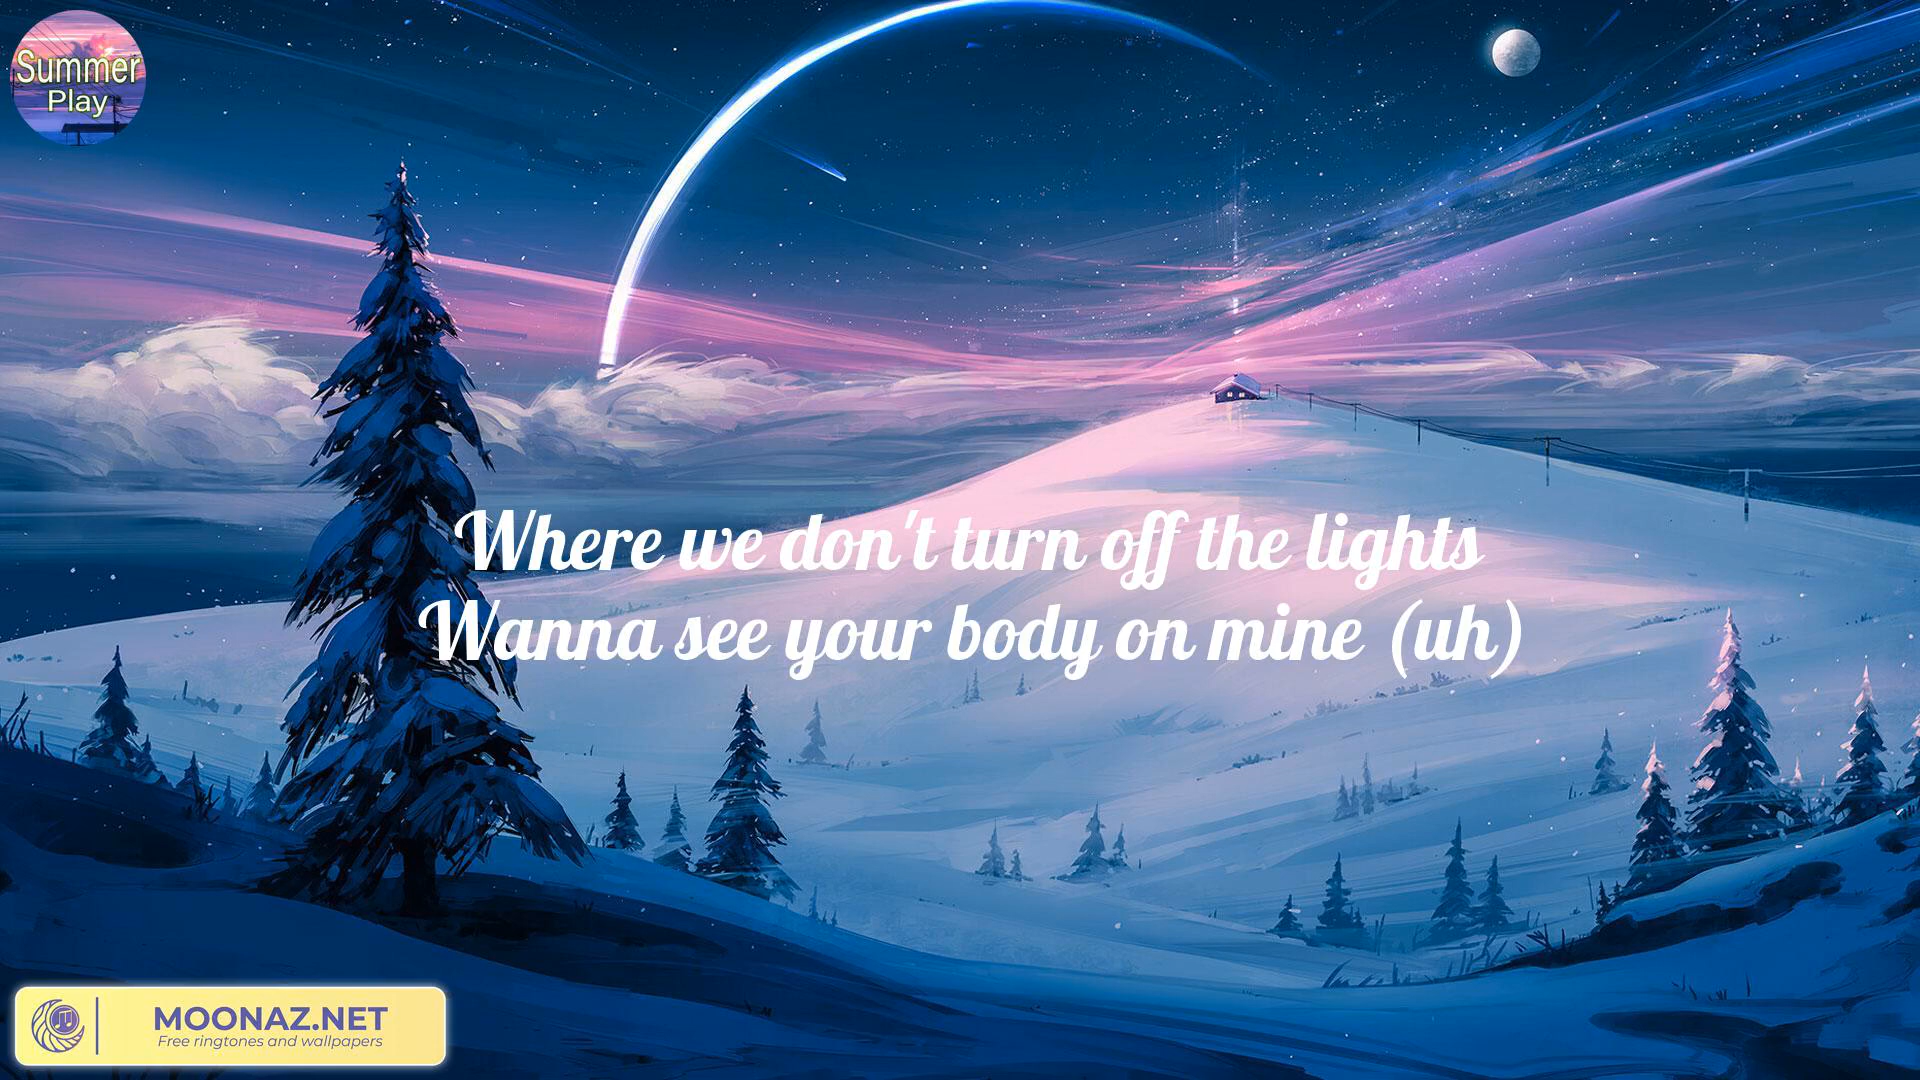 Summer
Play
Where we don't turn off the lights
Wanna see your body on mine (uh)
MOONAZ.NET
Free ringtones and wallpapers